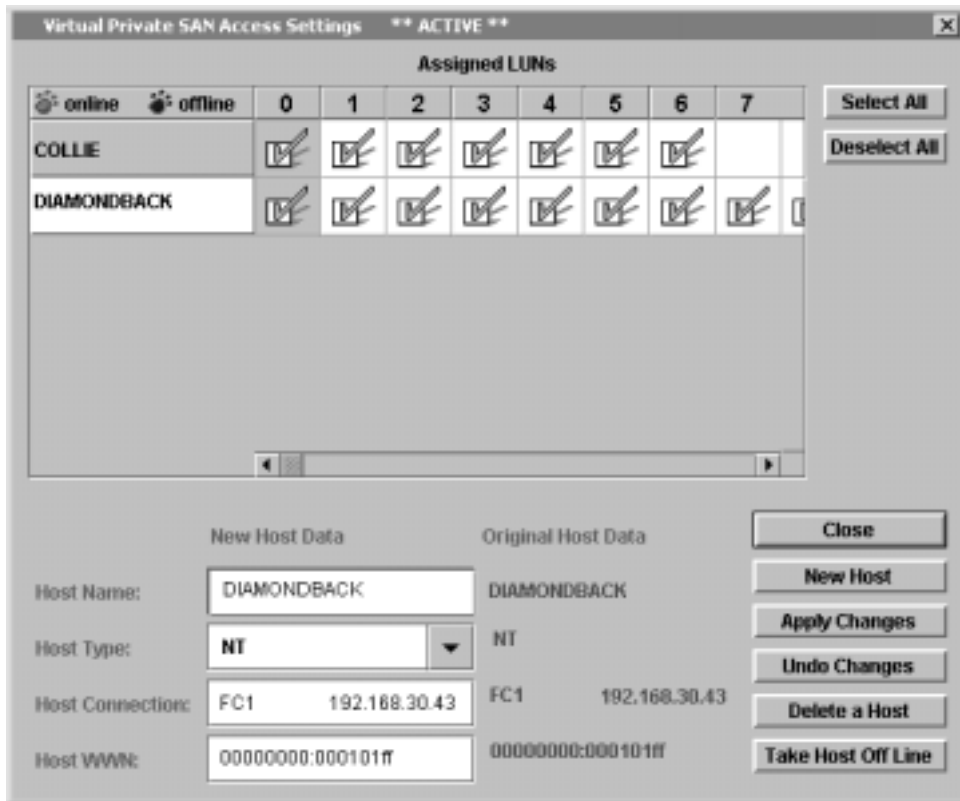 Virtual Private SAN Access Settings ** ACTIVE **
Assigned LUNs
online offline 0 1 2 3 4 5 6 7
Select All
COLLIE
Deselect All
DIAMONDBACK
New Host Data Original Host Data
Close
Host Name: DIAMONDBACK DIAMONDBACK
New Host
Host Type: NT NT
Apply Changes
Undo Changes
Host Connection: FC1 192.168.30.43 FC1 192.168.30.43
Delete a Host
Host WWN: 00000000:000101ff 00000000:000101ff
Take Host Off Line